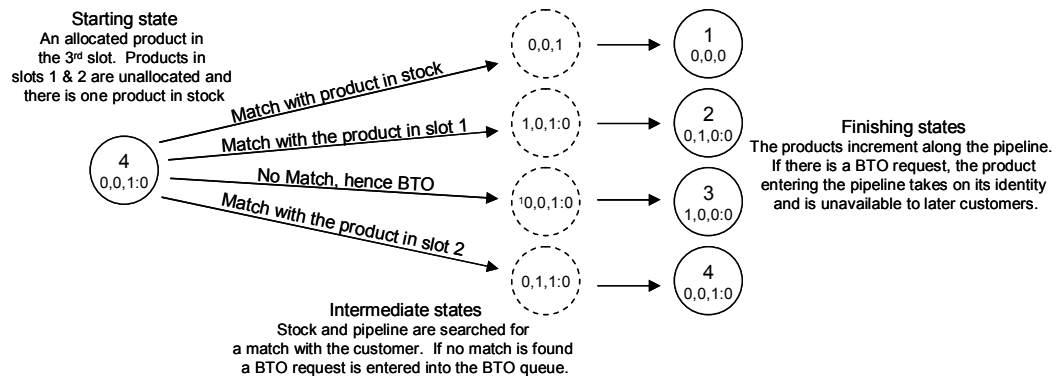 Starting state
An allocated product in
the 3rd slot. Products in
slots 1 & 2 are unallocated and
there is one product in stock
4
0,0,1:0
Match with product in stock
Match with the product in slot 1
No Match, hence BTO
Match with the product in slot 2
0,0,1
1,0,1:0
10,0,1:0
0,1,1:0
1
0,0,0
2
0,1,0:0
3
1,0,0:0
4
0,0,1:0
Intermediate states
Stock and pipeline are searched for
a match with the customer. If no match is found
a BTO request is entered into the BTO queue.
Finishing states
The products increment along the pipeline.
If there is a BTO request, the product
entering the pipeline takes on its identity
and is unavailable to later customers.